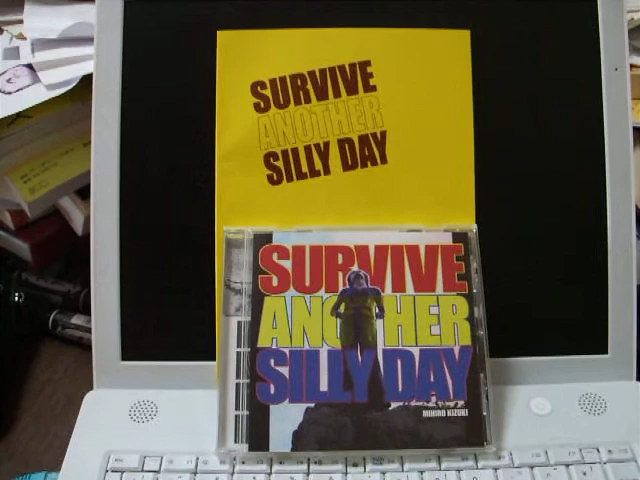 SURVIVE
ANOTHER
SILLY DAY
SURVIVE
ANOTHER
SILLY DAY
MIHIRO KIZUKI